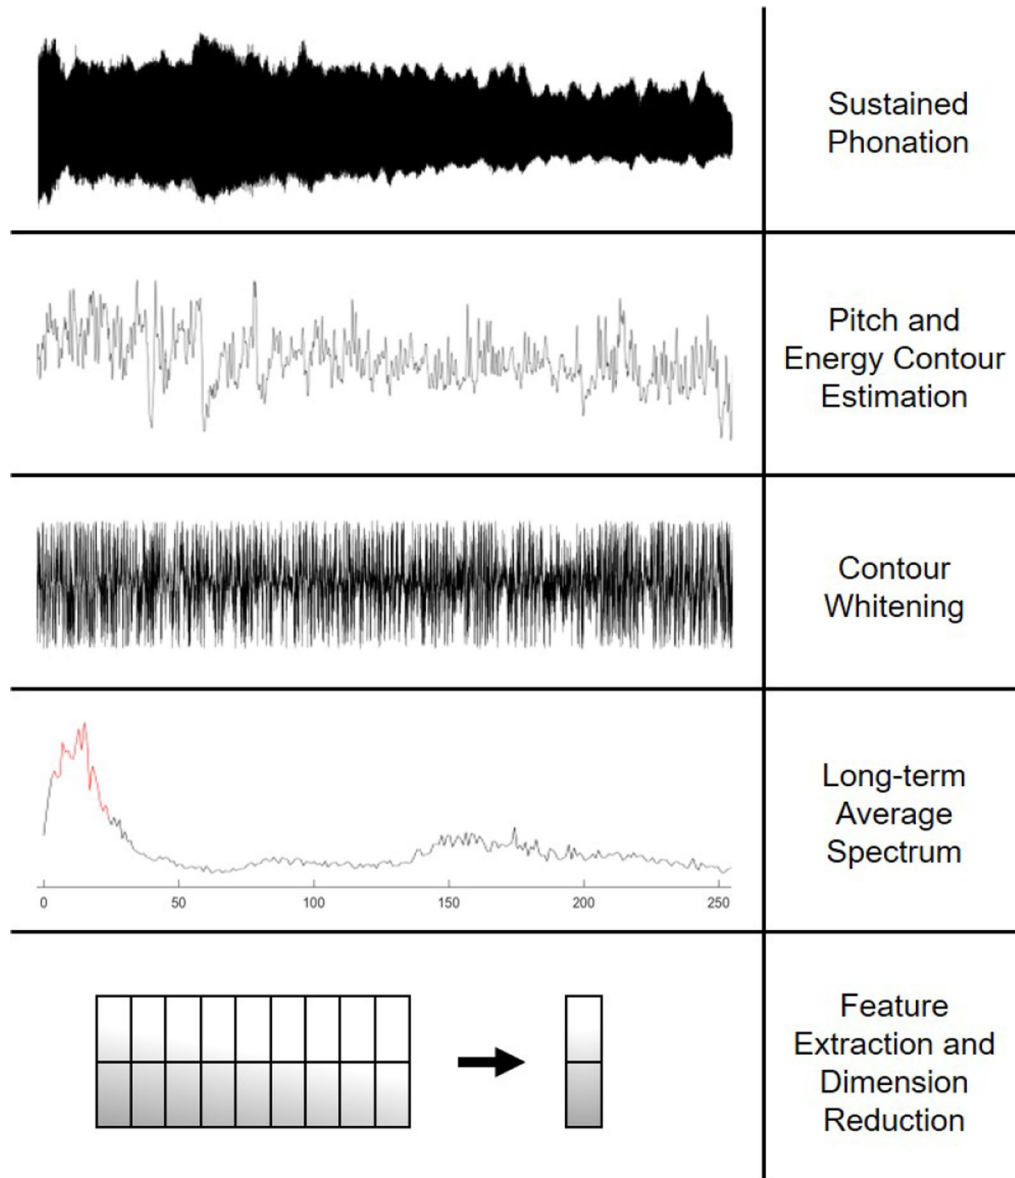 Sustained
Phonation
Pitch and
Energy Contour
Estimation
Contour
Whitening
Long-term
Average
Spectrum
0 50 100 150 200 250
Feature
Extraction and
Dimension
Reduction